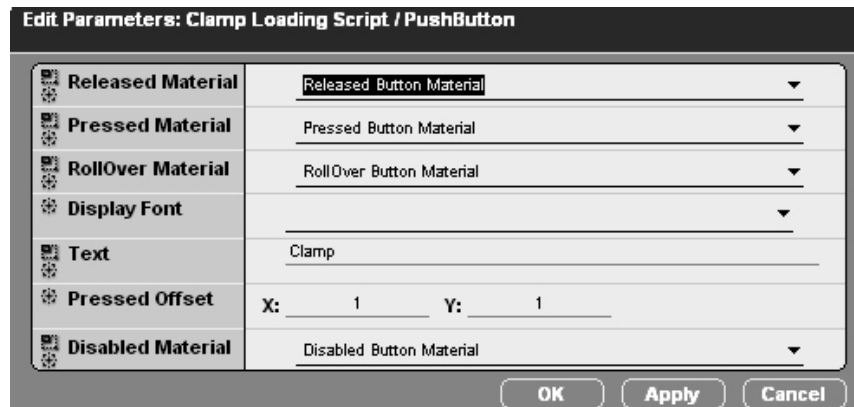 Edit Parameters: Clamp Loading Script / PushButton
Released Material Released Button Material
Pressed Material Pressed Button Material
RollOver Material RollOver Button Material
Display Font
Text Clamp
Pressed Offset X: 1 Y: 1
Disabled Material Disabled Button Material
OK Apply Cancel